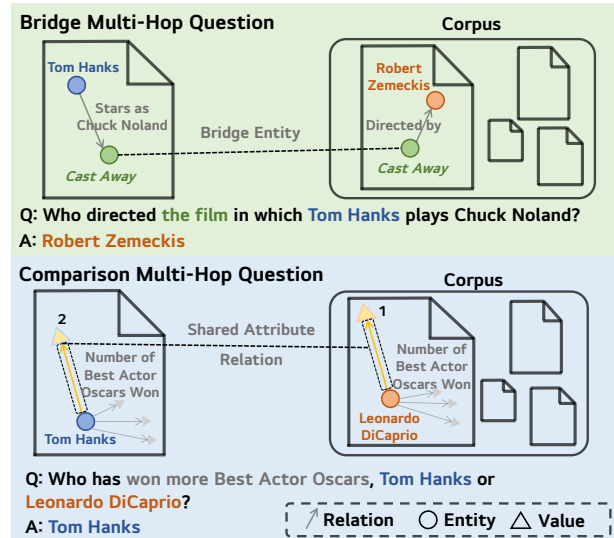 Bridge Multi-Hop Question
Corpus
Tom Hanks
Stars as
Chuck Noland
Cast Away
Bridge Entity
Robert
Zemeckis
Directed by
Cast Away
Q: Who directed the film in which Tom Hanks plays Chuck Noland?
A: Robert Zemeckis
Comparison Multi-Hop Question
Corpus
2
Number of
Best Actor
Oscars Won
Tom Hanks
Shared Attribute
Relation
1
Number of
Best Actor
Oscars Won
Leonardo
DiCaprio
Q: Who has won more Best Actor Oscars, Tom Hanks or
Leonardo DiCaprio?
A: Tom Hanks
Relation Entity Value